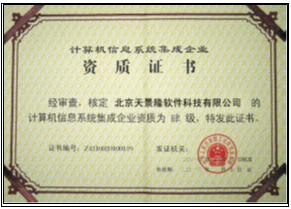 计算机信息系统集成企业
资质证书
经审查，核定 北京天景隆软件科技有限公司 的
计算机信息系统集成企业资质为 肆 级，特发此证书。
证书编号： 发证机关：